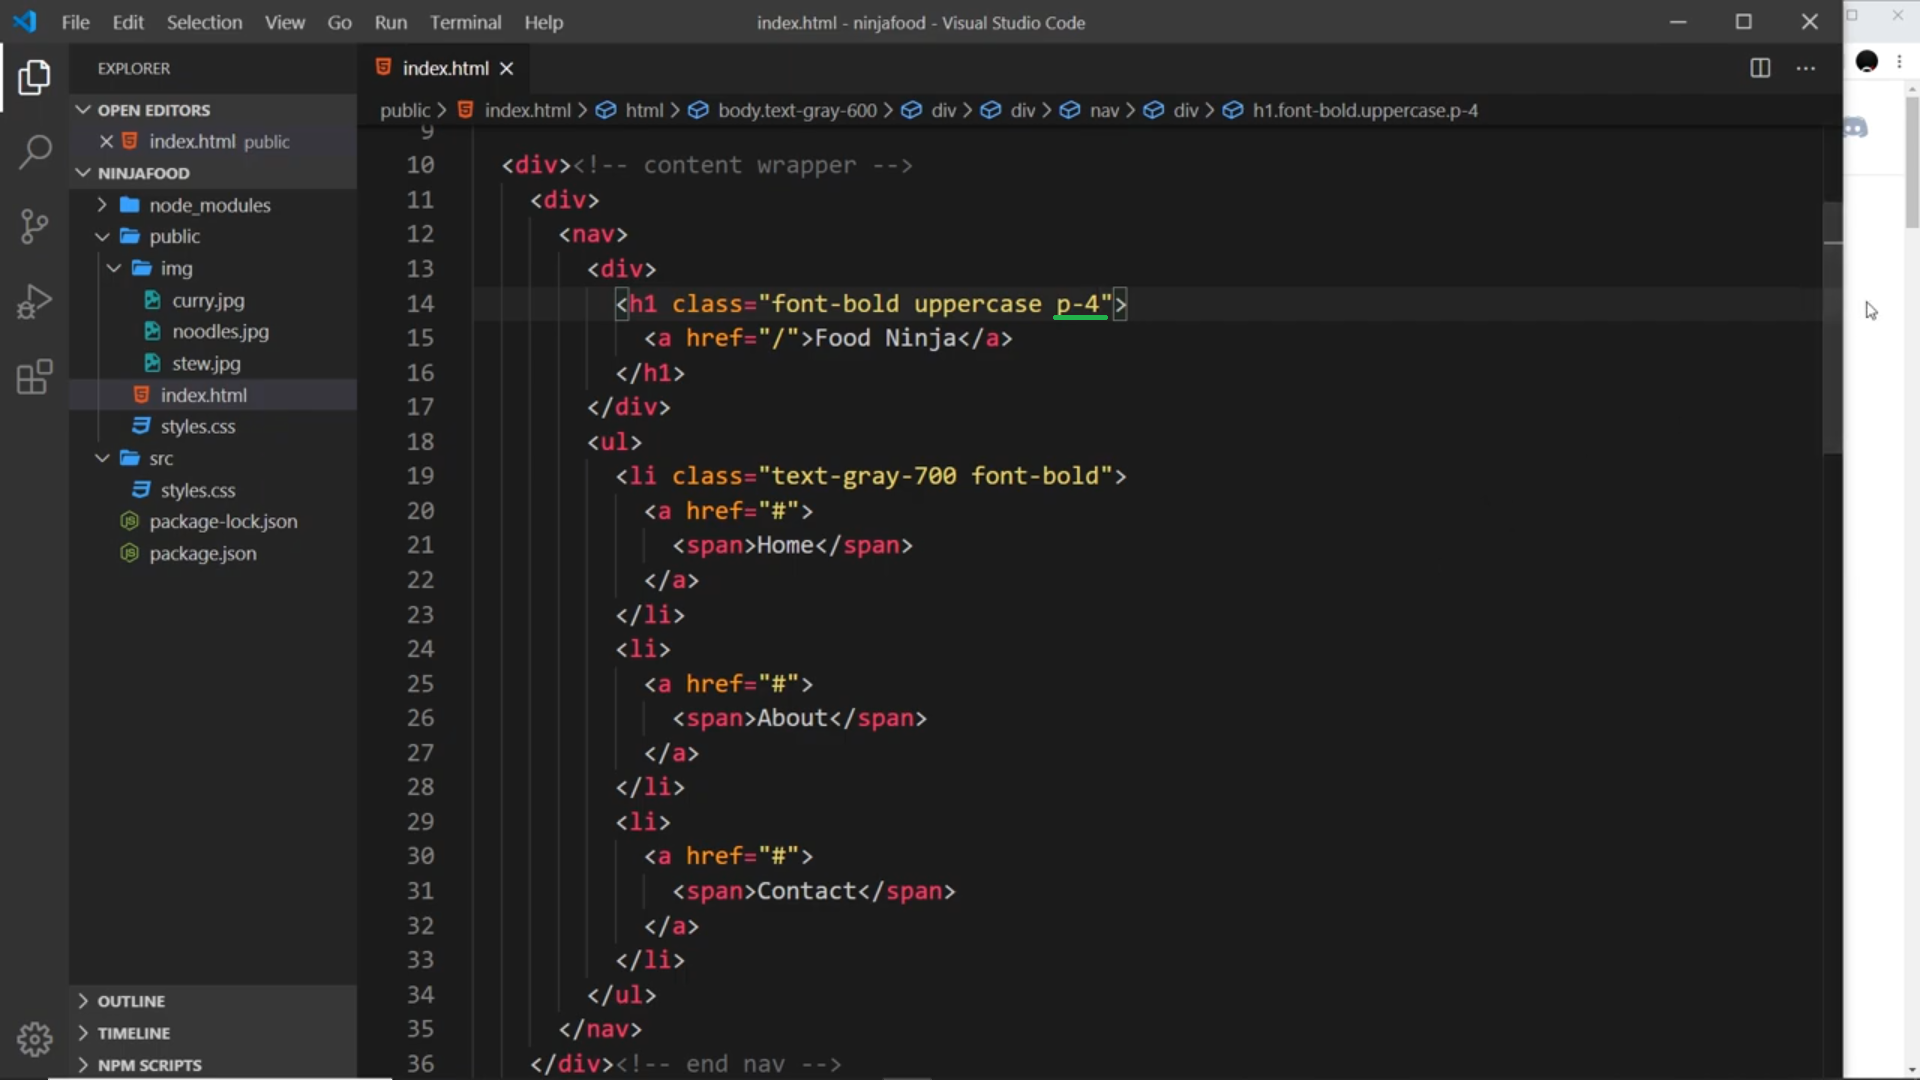 File Edit Selection View Go Run Terminal Help
index.html - ninjafood - Visual Studio Code
EXPLORER
OPEN EDITORS
index.html public
NINJAFOOD
node_modules
public
img
curry.jpg
noodles.jpg
stew.jpg
index.html
styles.css
src
styles.css
package-lock.json
package.json
OUTLINE
TIMELINE
NPM SCRIPTS
index.html
public > index.html > html > body.text-gray-600 > div > div > nav > div > h1.font-bold.uppercase.p-4
9
10 <div><!-- content wrapper -->
11 <div>
12 <nav>
13 <div>
14 <h1 class="font-bold uppercase p-4">
15 <a href="/">Food Ninja</a>
16 </h1>
17 </div>
18 <ul>
19 <li class="text-gray-700 font-bold">
20 <a href="#">
21 <span>Home</span>
22 </a>
23 </li>
24 <li>
25 <a href="#">
26 <span>About</span>
27 </a>
28 </li>
29 <li>
30 <a href="#">
31 <span>Contact</span>
32 </a>
33 </li>
34 </ul>
35 </nav>
36 </div><!-- end nav -->